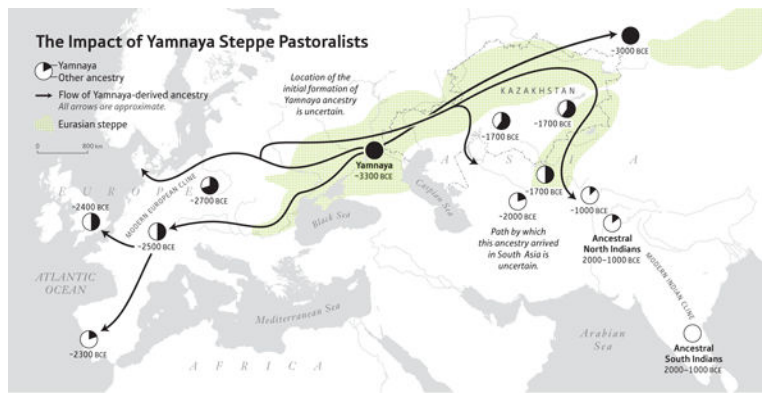 The Impact of Yamnaya Steppe Pastoralists
Yamnaya
Other ancestry
Flow of Yamnaya-derived ancestry
All arrows are approximate.
Eurasian steppe
0 800 km
Location of the
initial formation of
Yamnaya ancestry
is uncertain.
~3000 BCE
KAZAKHSTAN
~1700 BCE
~1700 BCE
Yamnaya
~3300 BCE
ASIA
EUROPE
MODERN EUROPEAN CLINE
~2700 BCE
~2400
BCE
~2500
BCE
~1700
BCE
~2000
BCE
~1000
BCE
Black Sea
Caspian Sea
Path by which
this ancestry arrived
in South Asia is
uncertain.
Ancestral
North Indians
2000–1000 BCE
MODERN INDIAN CLINE
ATLANTIC
OCEAN
Mediterranean Sea
~2300 BCE
AFRICA
Arabian
Sea
Ancestral
South Indians
2000–1000 BCE